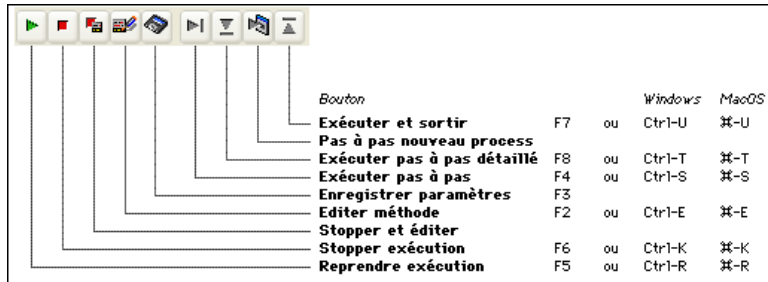 Bouton Windows MacOS
Exécuter et sortir F7 ou Ctrl-U ⌘-U
Pas à pas nouveau process
Exécuter pas à pas détaillé F8 ou Ctrl-T ⌘-T
Exécuter pas à pas F4 ou Ctrl-S ⌘-S
Enregistrer paramètres F3
Editer méthode F2 ou Ctrl-E ⌘-E
Stopper et éditer
Stopper exécution F6 ou Ctrl-K ⌘-K
Reprendre exécution F5 ou Ctrl-R ⌘-R